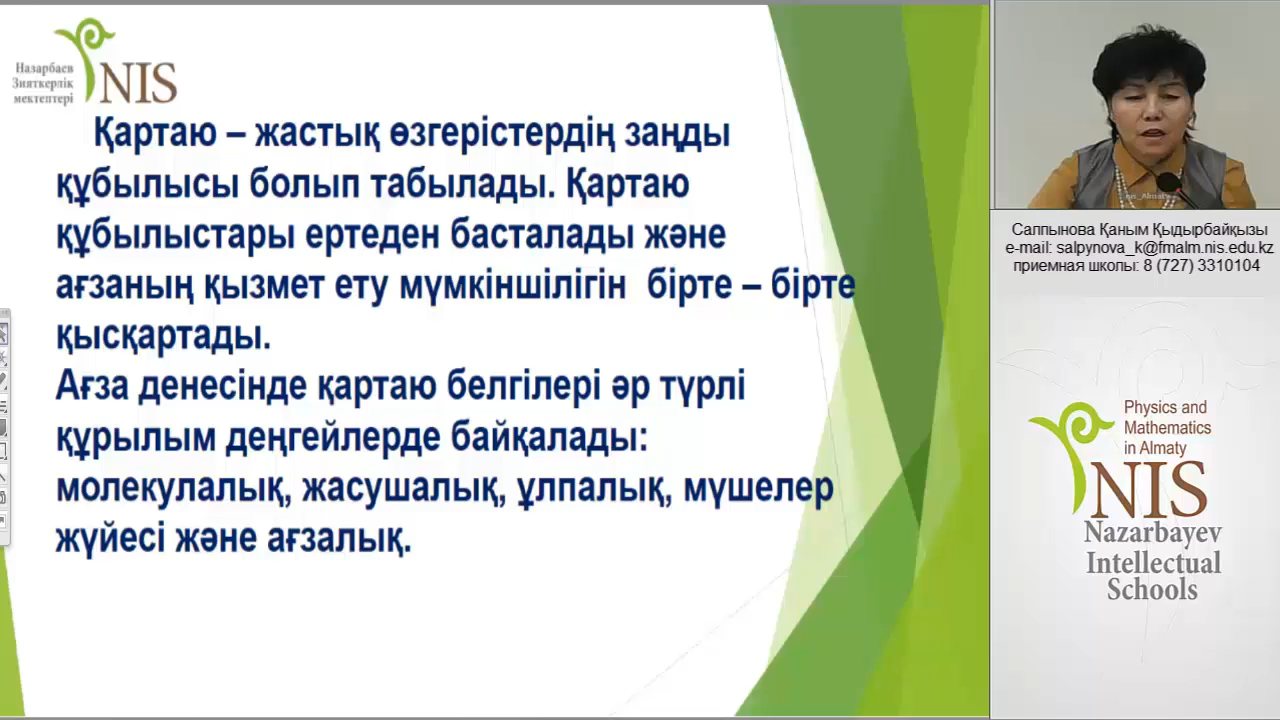 Назарбаев
Зияткерлік
мектептері
NIS
Қартаю – жастық өзгерістердің заңды
құбылысы болып табылады. Қартаю
құбылыстары ертеден басталады және
ағзаның қызмет ету мүмкіншілігін бірте – бірте
қысқартады.
Ағза денесінде қартаю белгілері әр түрлі
құрылым деңгейлерде байқалады:
молекулалық, жасушалық, ұлпалық, мүшелер
жүйесі және ағзалық.
Салпынова Қаным Қыдырбайқызы
e-mail: salpynova_k@fmalm.nis.edu.kz
приемная школы: 8 (727) 3310104
Physics and
Mathematics
in Almaty
NIS
Nazarbayev
Intellectual
Schools